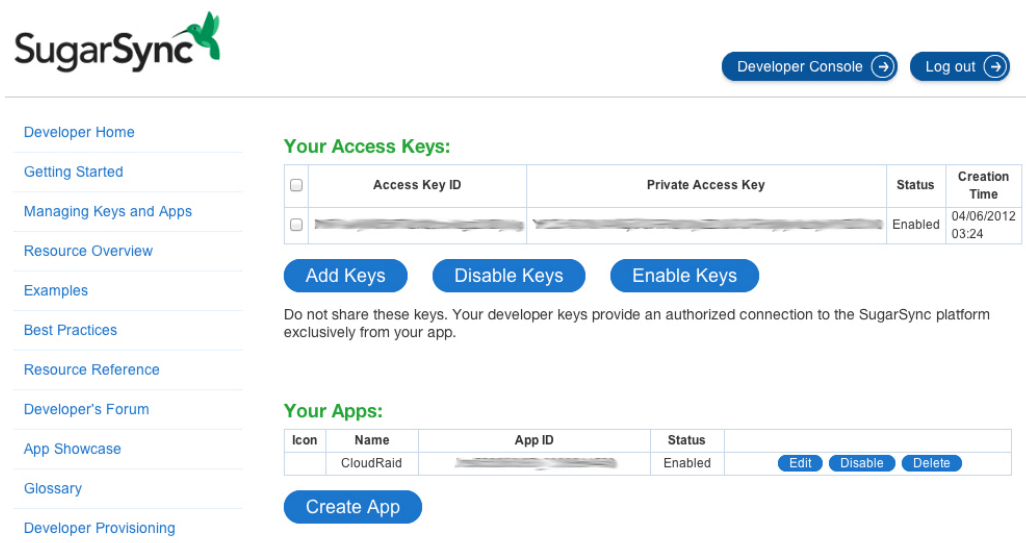 SugarSync
Developer Console
Log out
Developer Home
Getting Started
Managing Keys and Apps
Resource Overview
Examples
Best Practices
Resource Reference
Developer's Forum
App Showcase
Glossary
Developer Provisioning
Your Access Keys:
Access Key ID Private Access Key Status Creation
Time
Enabled 04/06/2012
03:24
Add Keys Disable Keys Enable Keys
Do not share these keys. Your developer keys provide an authorized connection to the SugarSync platform
exclusively from your app.
Your Apps:
Icon Name App ID Status
CloudRaid Enabled Edit Disable Delete
Create App